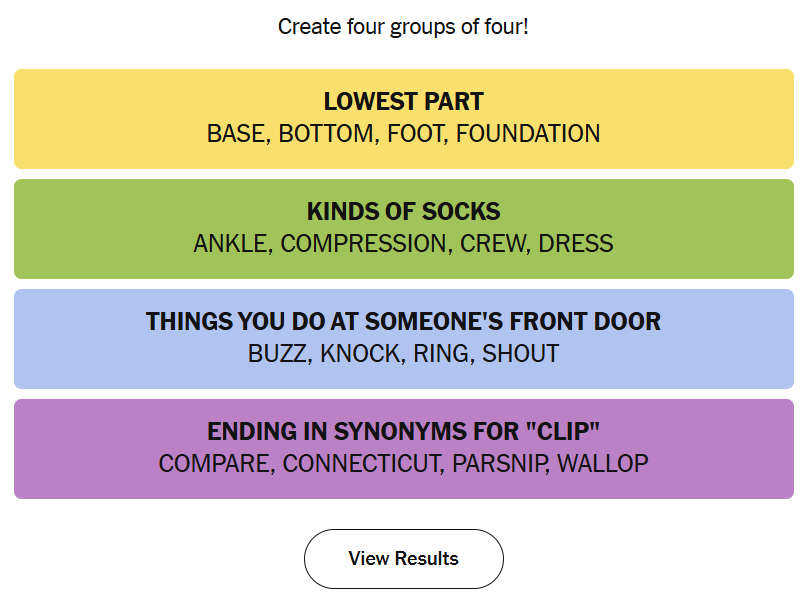 Create four groups of four!
LOWEST PART
BASE, BOTTOM, FOOT, FOUNDATION
KINDS OF SOCKS
ANKLE, COMPRESSION, CREW, DRESS
THINGS YOU DO AT SOMEONE'S FRONT DOOR
BUZZ, KNOCK, RING, SHOUT
ENDING IN SYNONYMS FOR "CLIP"
COMPARE, CONNECTICUT, PARSNIP, WALLOP
View Results